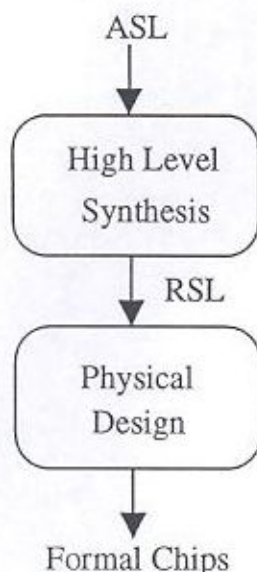 ASL
High Level
Synthesis
RSL
Physical
Design
Formal Chips